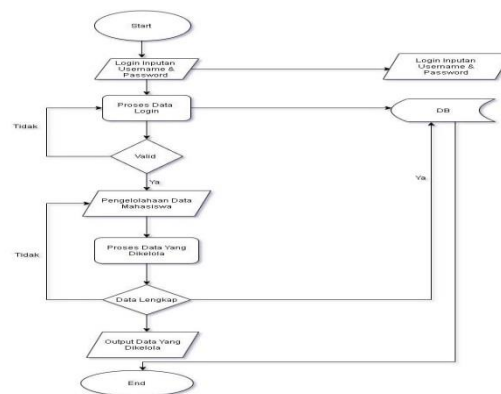 Start
Login Inputan
Username &
Password
Login Inputan
Username &
Password
Proses Data
Login
DB
Tidak
Valid
Ya
Ya
Pengelolahaan Data
Mahasiswa
Proses Data Yang
Dikelola
Tidak
Data Lengkap
Output Data Yang
Dikelola
End